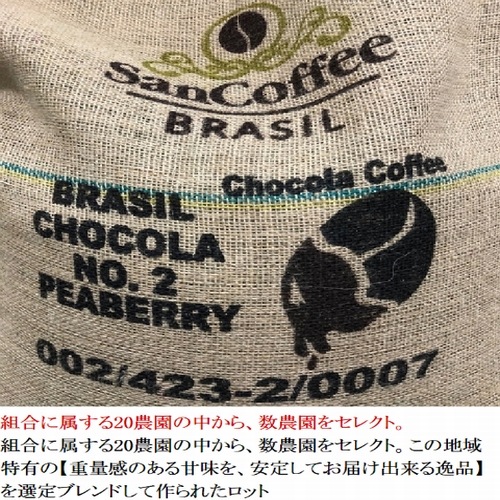 SanCoffee
BRASIL
Chocola Coffee
BRASIL
CHOCOLA
NO. 2
PEABERRY
002/423-2/0007
組合に属する20農園の中から、数農園をセレクト。
組合に属する20農園の中から、数農園をセレクト。この地域
特有の【重量感のある甘味を、安定してお届け出来る逸品】
を選定ブレンドして作られたロット